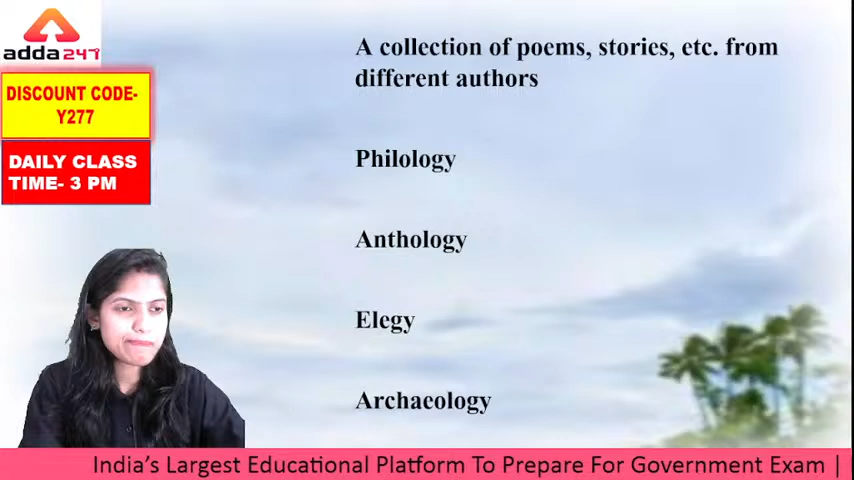 adda247
DISCOUNT CODE-
Y277
DAILY CLASS
TIME- 3 PM
A collection of poems, stories, etc. from
different authors
Philology
Anthology
Elegy
Archaeology
India's Largest Educational Platform To Prepare For Government Exam |